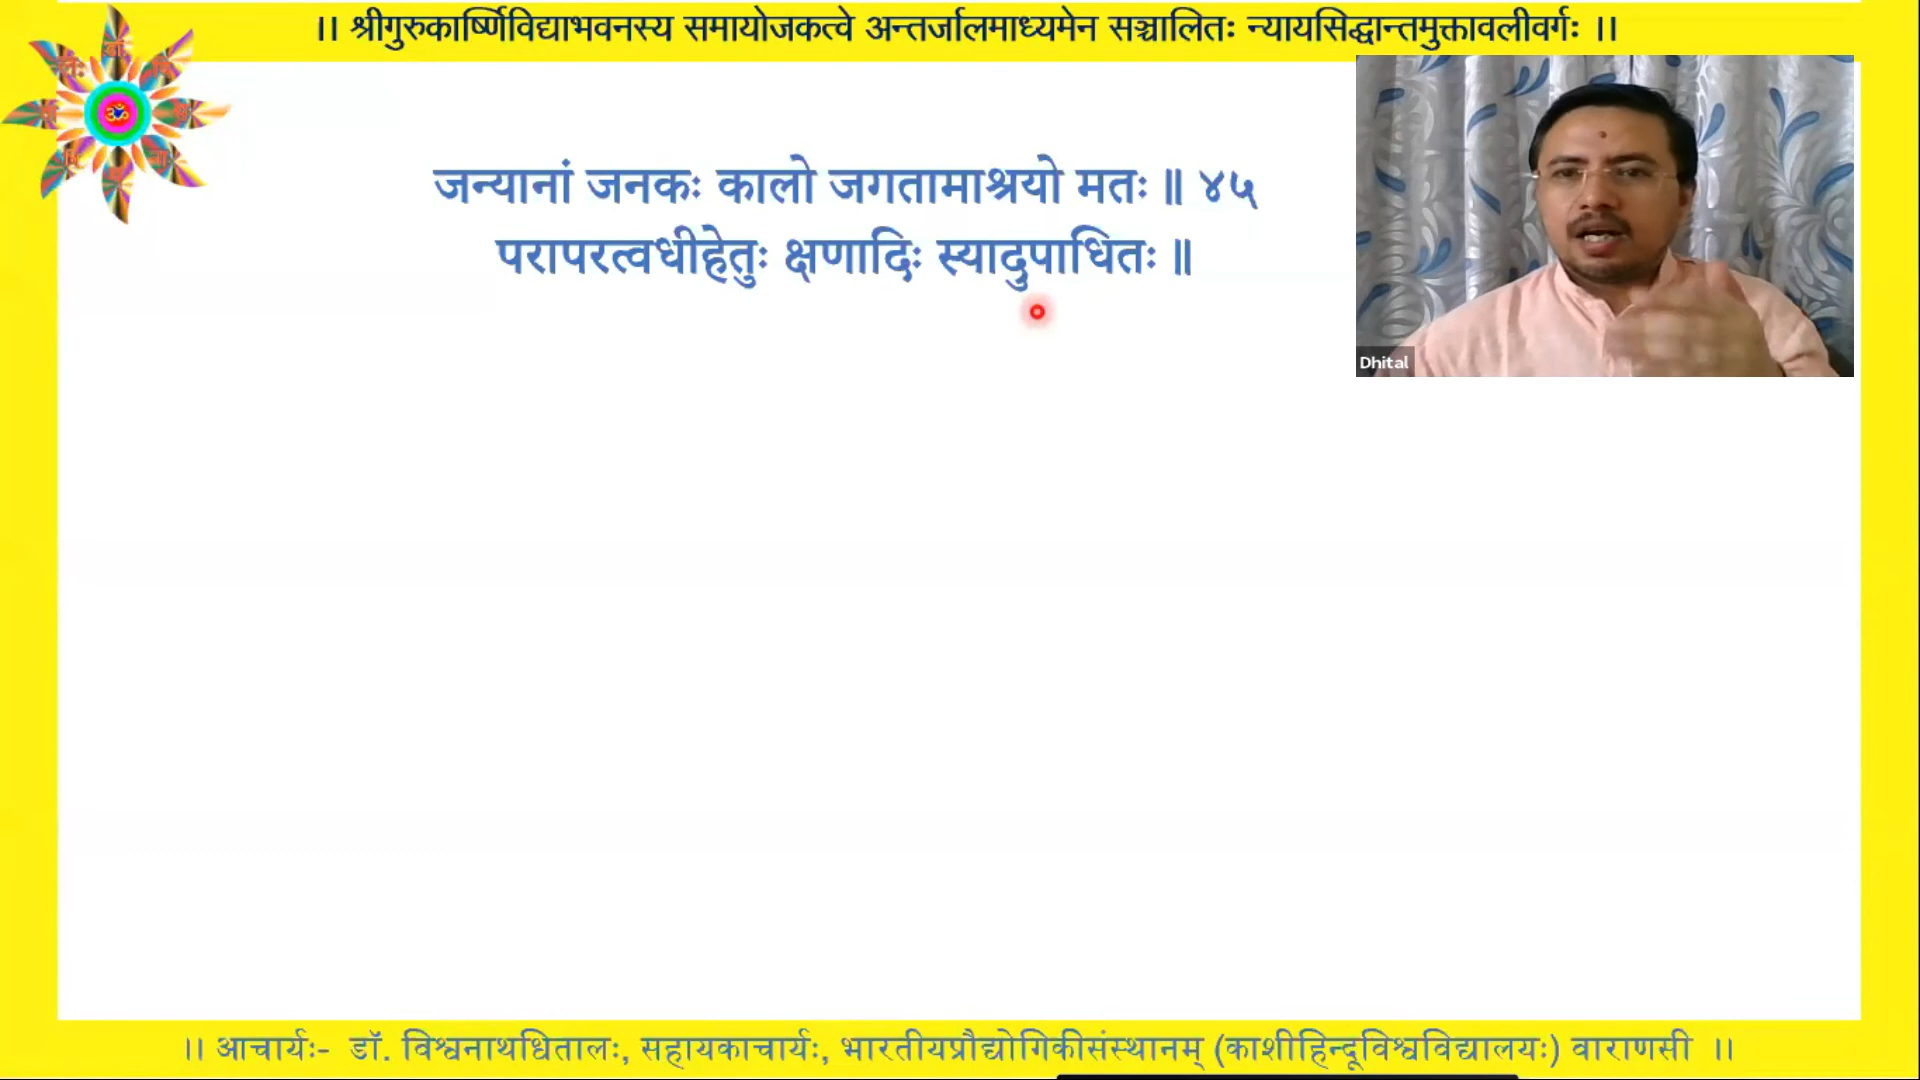 ।। श्रीगुरुकार्ष्णिविद्याभवनस्य समायोजकत्वे अन्तर्जालमाध्यमेन सञ्चालितः न्यायसिद्धान्तमुक्तावलीवर्गः ।।
ॐ
जन्यानां जनकः कालो जगतामाश्रयो मतः ॥ ४५
परापरत्वधीहेतुः क्षणादिः स्यादुपाधितः ॥
Dhital
।। आचार्यः- डॉ. विश्वनाथधितालः, सहायकाचार्यः, भारतीयप्रौद्योगिकीसंस्थानम् (काशीहिन्दूविश्वविद्यालयः) वाराणसी ।।